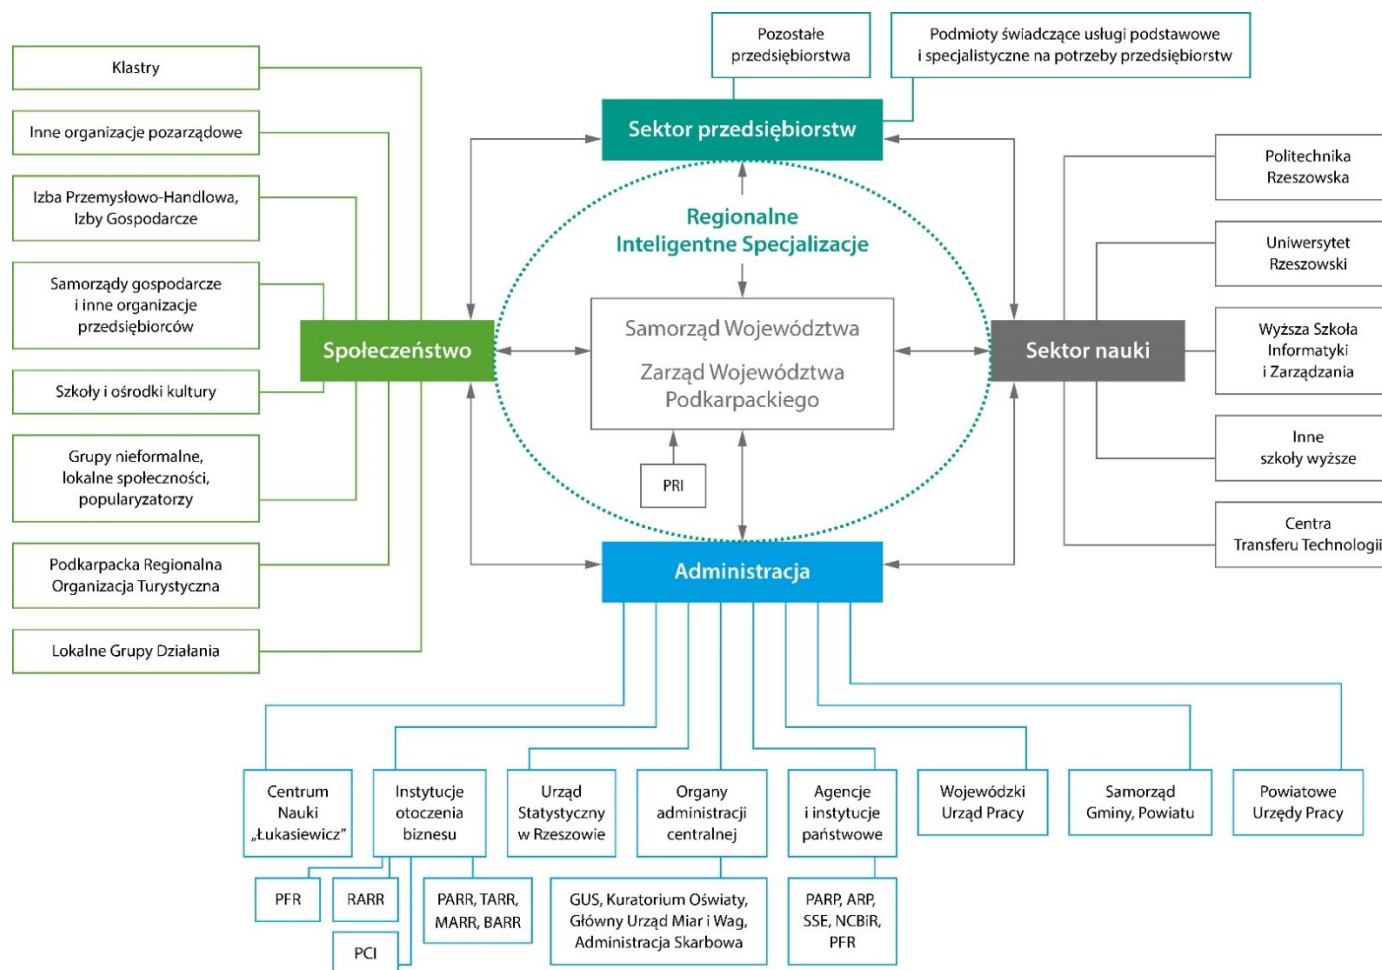 Pozostałe
przedsiębiorstwa
Podmioty świadczące usługi podstawowe
i specjalistyczne na potrzeby przedsiębiorstw
Klastry
Inne organizacje pozarządowe
Izba Przemysłowo-Handlowa,
Izby Gospodarcze
Samorządy gospodarcze
i inne organizacje
przedsiębiorców
Szkoły i ośrodki kultury
Grupy nieformalne,
lokalne społeczności,
popularyzatorzy
Podkarpacka Regionalna
Organizacja Turystyczna
Lokalne Grupy Działania
Społeczeństwo
Sektor przedsiębiorstw
Regionalne
Inteligentne Specjalizacje
Samorząd Województwa
Zarząd Województwa
Podkarpackiego
PRI
Sektor nauki
Politechnika
Rzeszowska
Uniwersytet
Rzeszowski
Wyższa Szkoła
Informatyki
i Zarządzania
Inne
szkoły wyższe
Centra
Transferu Technologii
Administracja
Centrum
Nauki
„Łukasiewicz”
Instytucje
otoczenia
biznesu
Urząd
Statystyczny
w Rzeszowie
Organy
administracji
centralnej
Agencje
i instytucje
państwowe
Wojewódzki
Urząd Pracy
Samorząd
Gminy, Powiatu
Powiatowe
Urzędy Pracy
PFR
RARR
PCI
PARR, TARR,
MARR, BARR
GUS, Kuratorium Oświaty,
Główny Urząd Miar i Wag,
Administracja Skarbowa
PARP, ARP,
SSE, NCBiR,
PFR